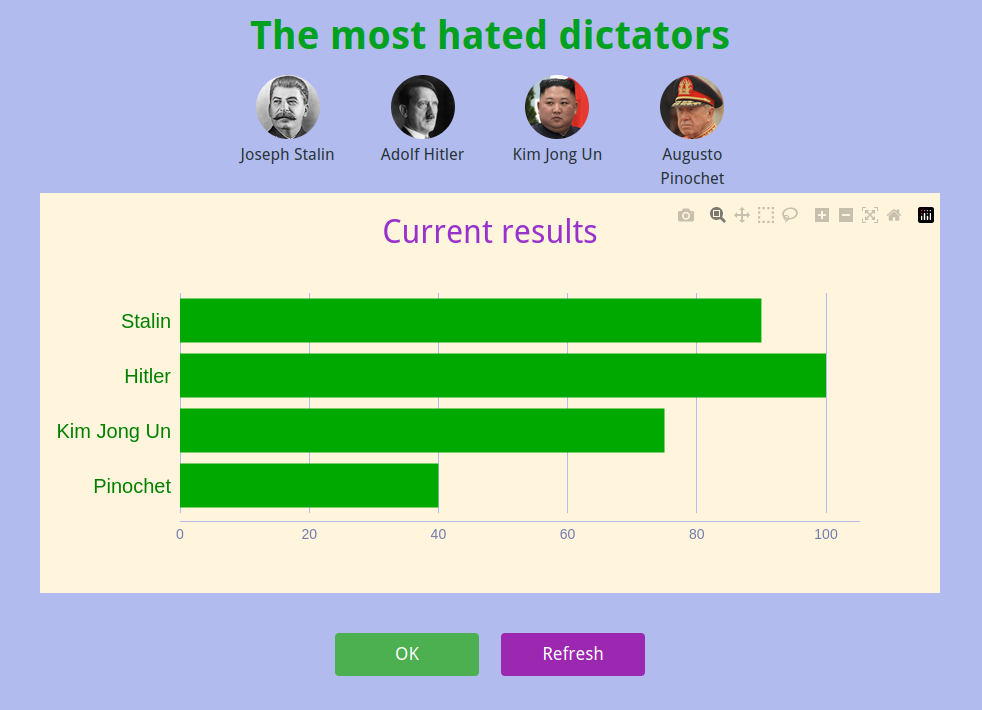 The most hated dictators
Joseph Stalin
Adolf Hitler
Kim Jong Un
Augusto
Pinochet
Current results
Stalin
Hitler
Kim Jong Un
Pinochet
0 20 40 60 80 100
OK
Refresh